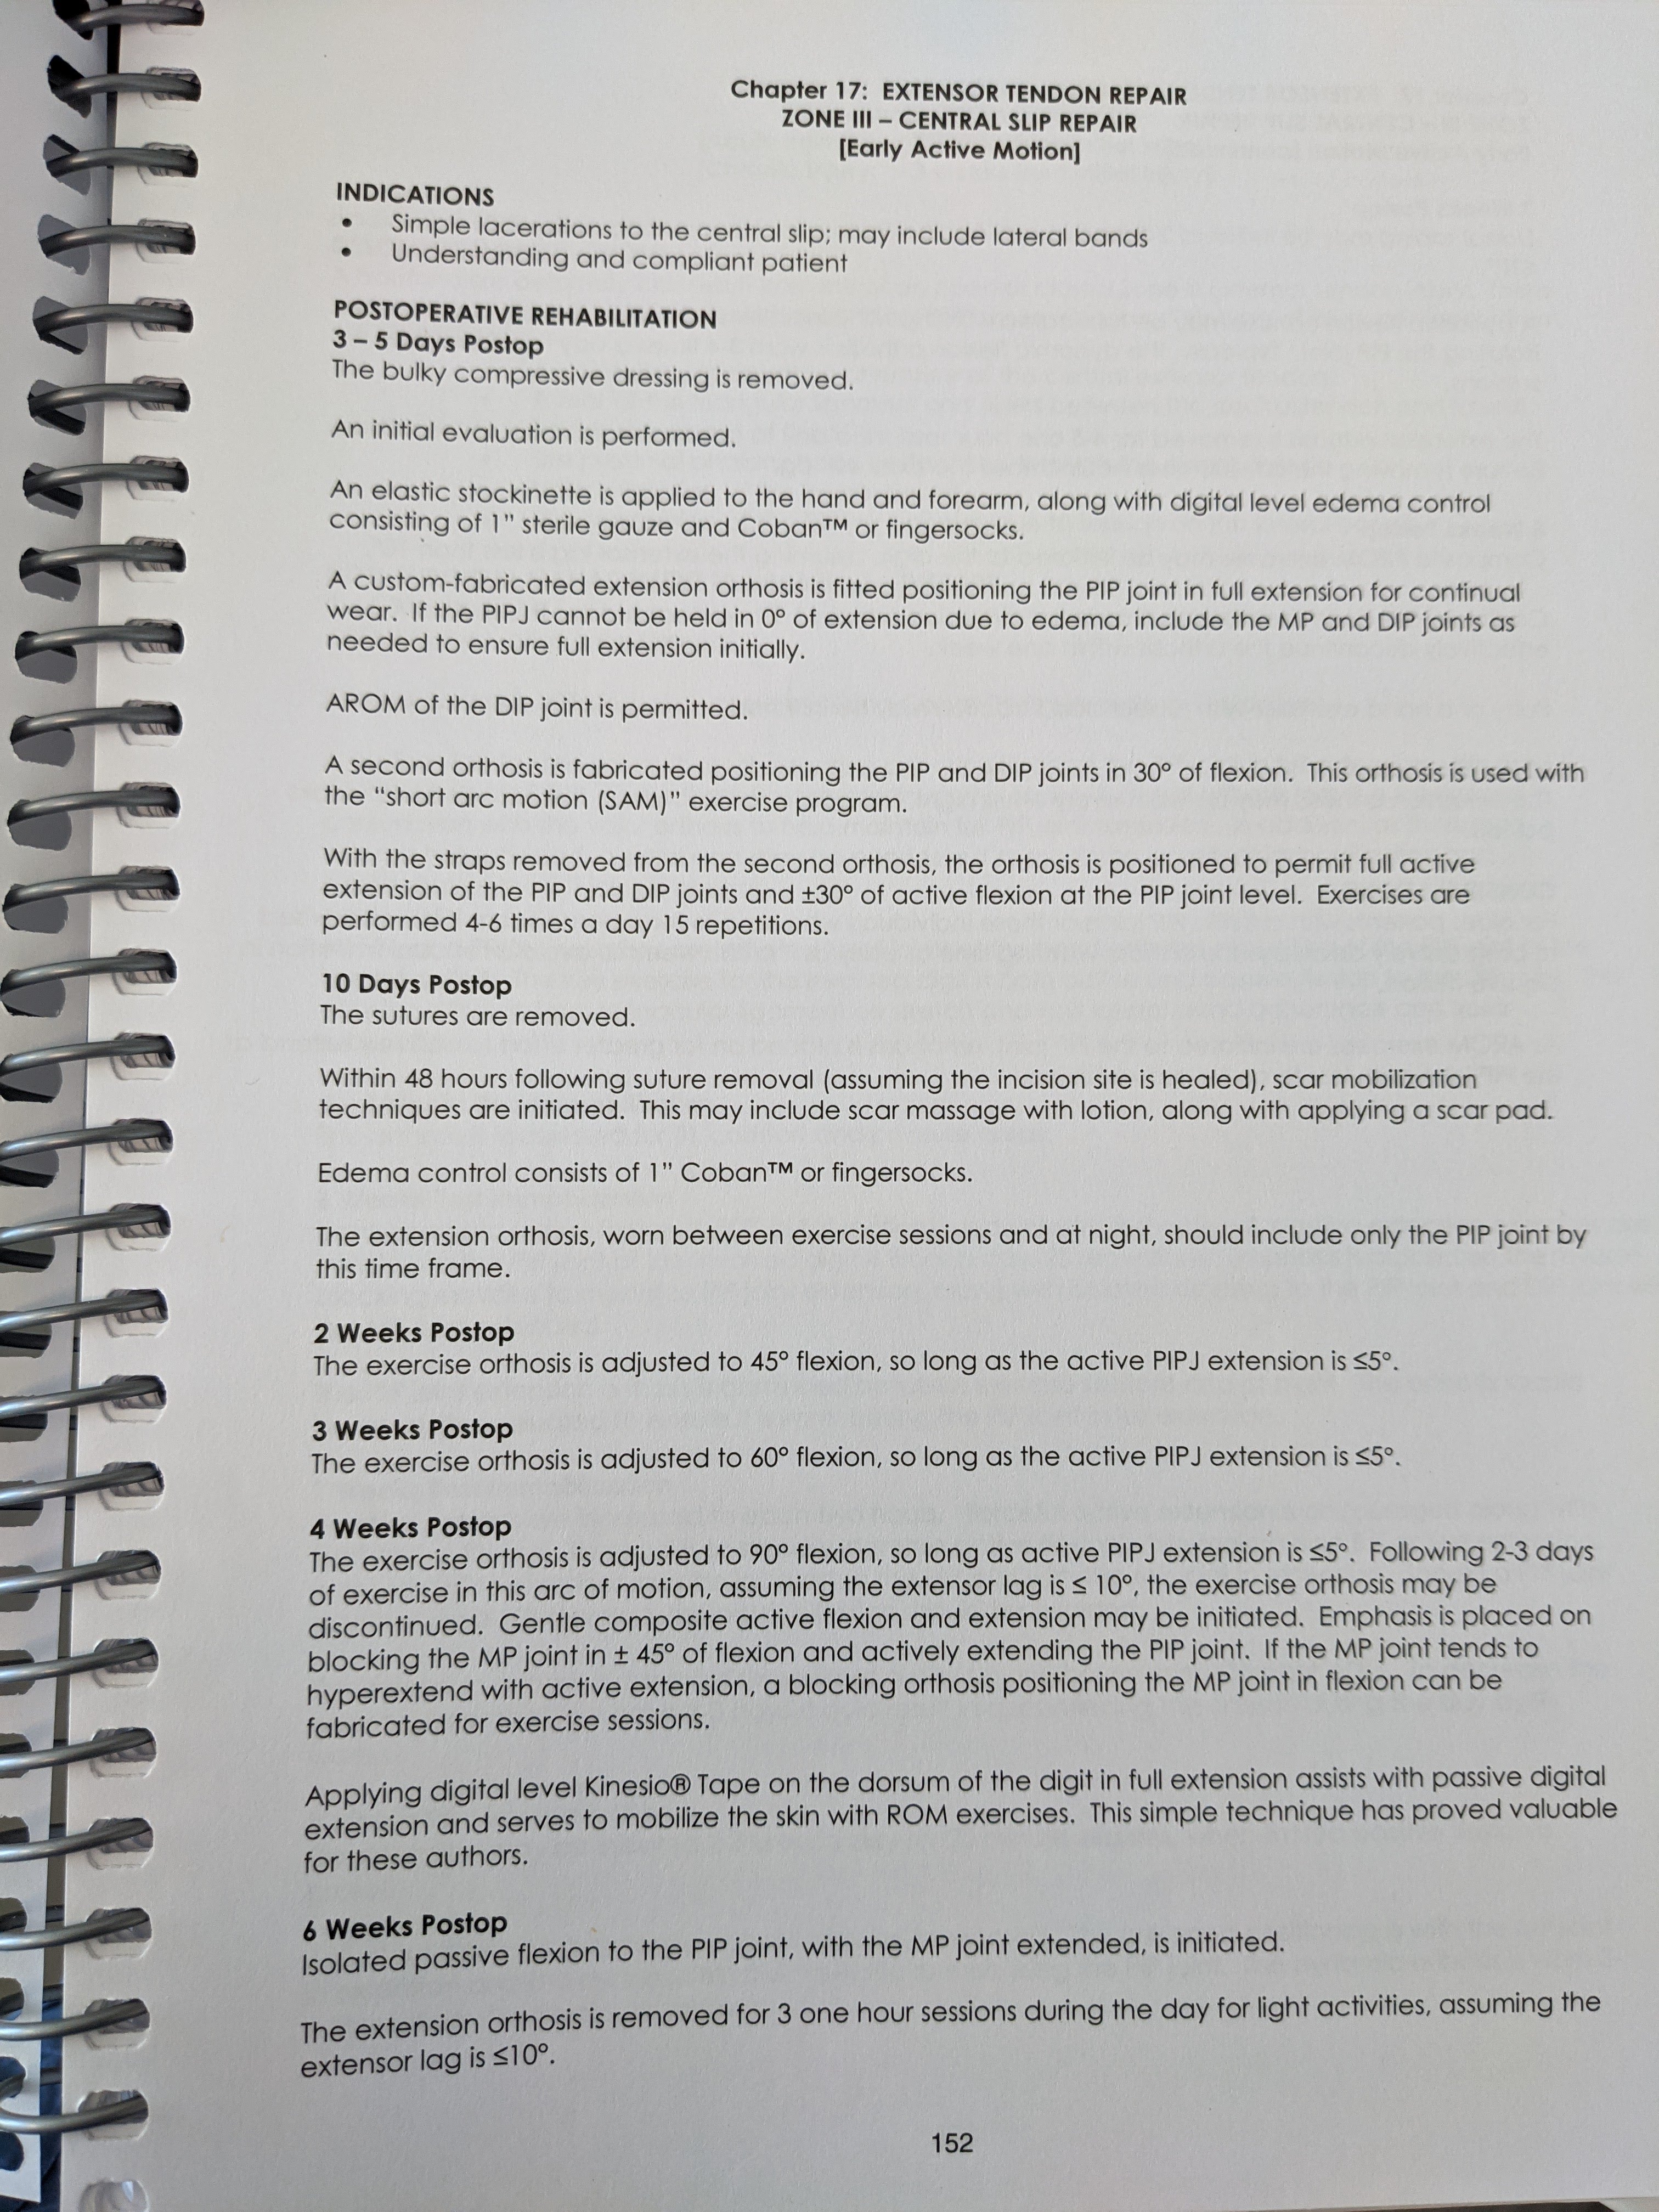 Chapter 17: EXTENSOR TENDON REPAIR
ZONE III – CENTRAL SLIP REPAIR
[Early Active Motion]
INDICATIONS
• Simple lacerations to the central slip; may include lateral bands
• Understanding and compliant patient
POSTOPERATIVE REHABILITATION
3 – 5 Days Postop
The bulky compressive dressing is removed.
An initial evaluation is performed.
An elastic stockinette is applied to the hand and forearm, along with digital level edema control
consisting of 1" sterile gauze and Coban™ or fingersocks.
A custom-fabricated extension orthosis is fitted positioning the PIP joint in full extension for continual
wear. If the PIPJ cannot be held in 0° of extension due to edema, include the MP and DIP joints as
needed to ensure full extension initially.
AROM of the DIP joint is permitted.
A second orthosis is fabricated positioning the PIP and DIP joints in 30° of flexion. This orthosis is used with
the "short arc motion (SAM)" exercise program.
With the straps removed from the second orthosis, the orthosis is positioned to permit full active
extension of the PIP and DIP joints and ±30° of active flexion at the PIP joint level. Exercises are
performed 4-6 times a day 15 repetitions.
10 Days Postop
The sutures are removed.
Within 48 hours following suture removal (assuming the incision site is healed), scar mobilization
techniques are initiated. This may include scar massage with lotion, along with applying a scar pad.
Edema control consists of 1" Coban™ or fingersocks.
The extension orthosis, worn between exercise sessions and at night, should include only the PIP joint by
this time frame.
2 Weeks Postop
The exercise orthosis is adjusted to 45° flexion, so long as the active PIPJ extension is ≤5°.
3 Weeks Postop
The exercise orthosis is adjusted to 60° flexion, so long as the active PIPJ extension is ≤5°.
4 Weeks Postop
The exercise orthosis is adjusted to 90° flexion, so long as active PIPJ extension is ≤5°. Following 2-3 days
of exercise in this arc of motion, assuming the extensor lag is ≤ 10°, the exercise orthosis may be
discontinued. Gentle composite active flexion and extension may be initiated. Emphasis is placed on
blocking the MP joint in ± 45° of flexion and actively extending the PIP joint. If the MP joint tends to
hyperextend with active extension, a blocking orthosis positioning the MP joint in flexion can be
fabricated for exercise sessions.
Applying digital level Kinesio® Tape on the dorsum of the digit in full extension assists with passive digital
extension and serves to mobilize the skin with ROM exercises. This simple technique has proved valuable
for these authors.
6 Weeks Postop
Isolated passive flexion to the PIP joint, with the MP joint extended, is initiated.
The extension orthosis is removed for 3 one hour sessions during the day for light activities, assuming the
extensor lag is ≤10°.
152